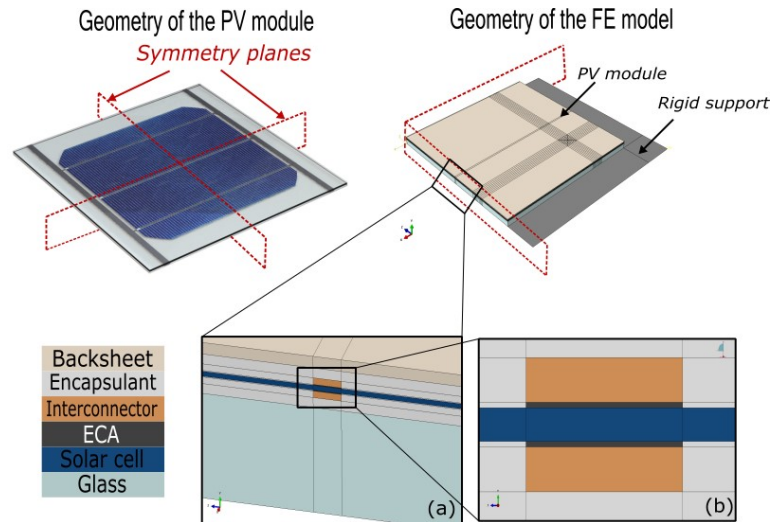 Geometry of the PV module
Symmetry planes
Geometry of the FE model
PV module
Rigid support
Backsheet
Encapsulant
Interconnector
ECA
Solar cell
Glass
(a)
(b)